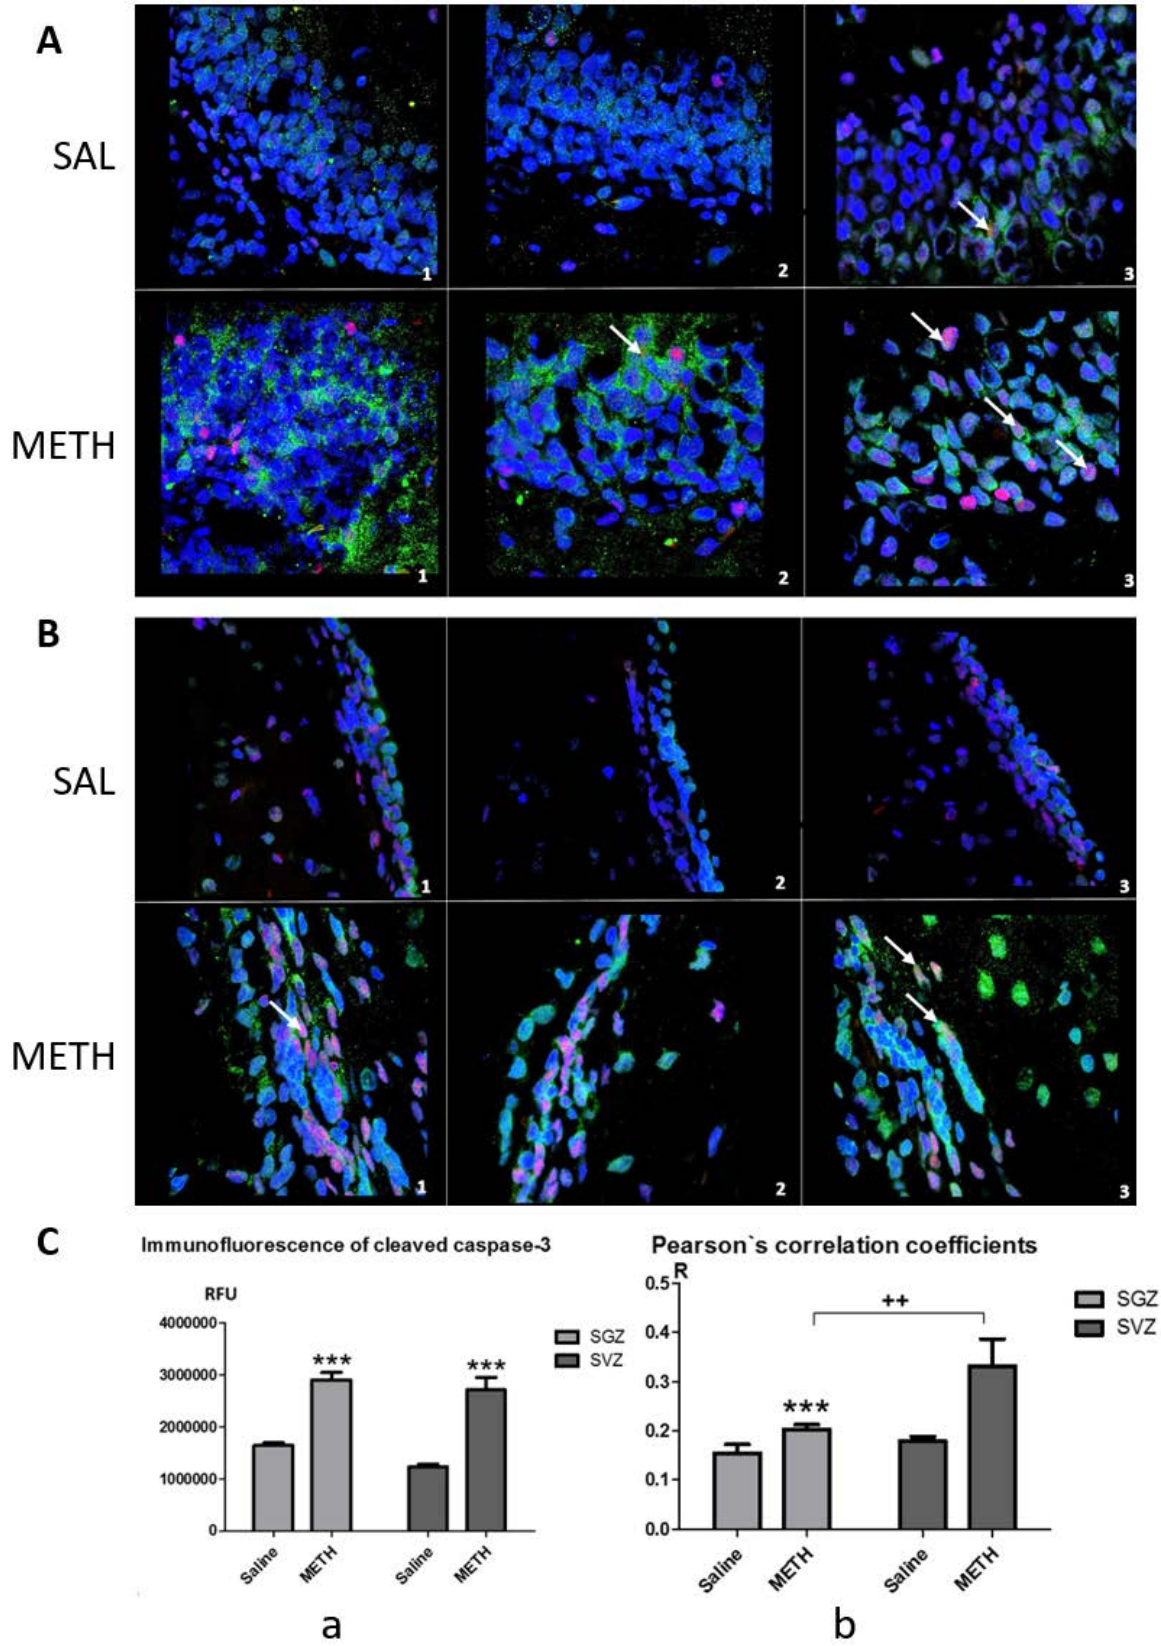 A
SAL
1
2
3
METH
1
2
3
B
SAL
1
2
3
METH
1
2
3
C
Immunofluorescence of cleaved caspase-3
RFU
4000000
3000000
2000000
1000000
0
***
***
SGZ
SVZ
Saline
METH
Saline
METH
a
Pearson`s correlation coefficients
R
0.5
0.4
0.3
0.2
0.1
0.0
***
++
SGZ
SVZ
Saline
METH
Saline
METH
b